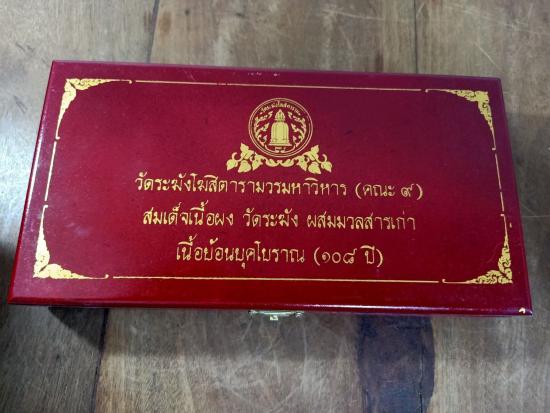 วัดระฆังโฆสิตารามวรมหาวิหาร (คณะ ๙)
สมเด็จเนื้อผง วัดระฆัง ผสมมวลสารเก่า
เนื้อย้อนยุคโบราณ (๑๐๘ ปี)